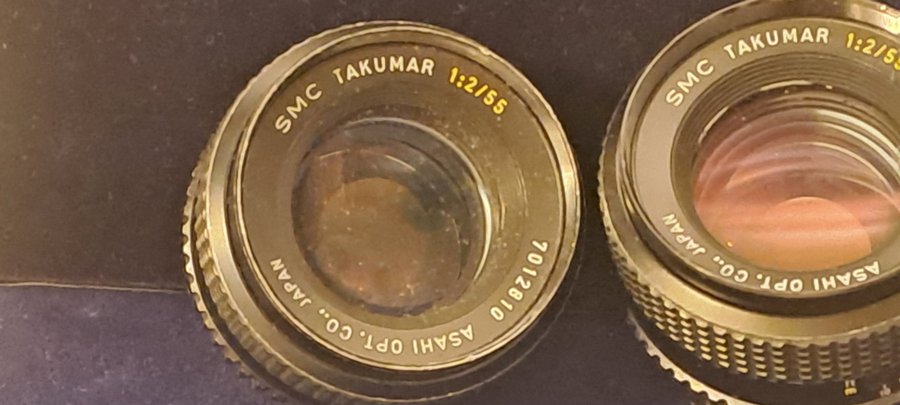 SMC TAKUMAR 1:2/55
7012810 ASAHI OPT. CO., JAPAN
SMC TAKUMAR 1:2/55
ASAHI OPT. CO., JAPAN